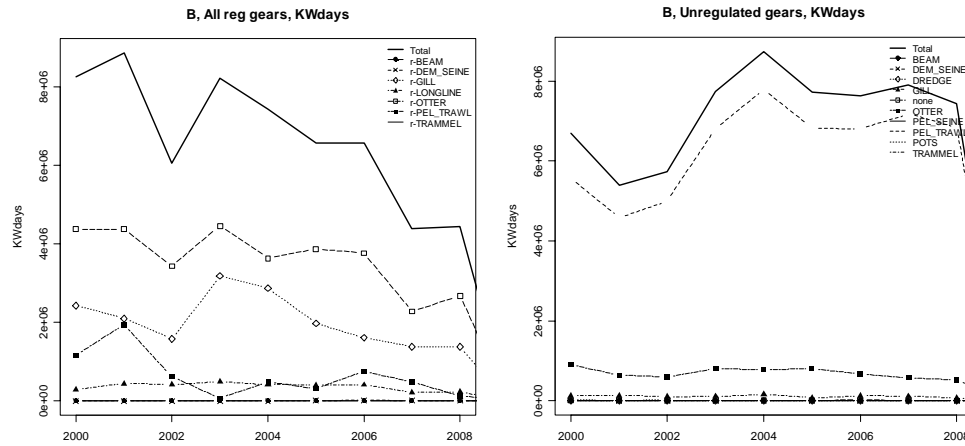 B, All reg gears, KWdays
Total
r-BEAM
r-DEM_SEINE
r-GILL
r-LONGLINE
r-OTTER
r-PEL_TRAWL
r-TRAMMEL
KWdays
8e+06
6e+06
4e+06
2e+06
0e+00
2000 2002 2004 2006 2008
B, Unregulated gears, KWdays
Total
BEAM
DEM_SEINE
DREDGE
GILL
none
OTTER
PEL_SEINE
PEL_TRAWL
POTS
TRAMMEL
KWdays
8e+06
6e+06
4e+06
2e+06
0e+00
2000 2002 2004 2006 2008